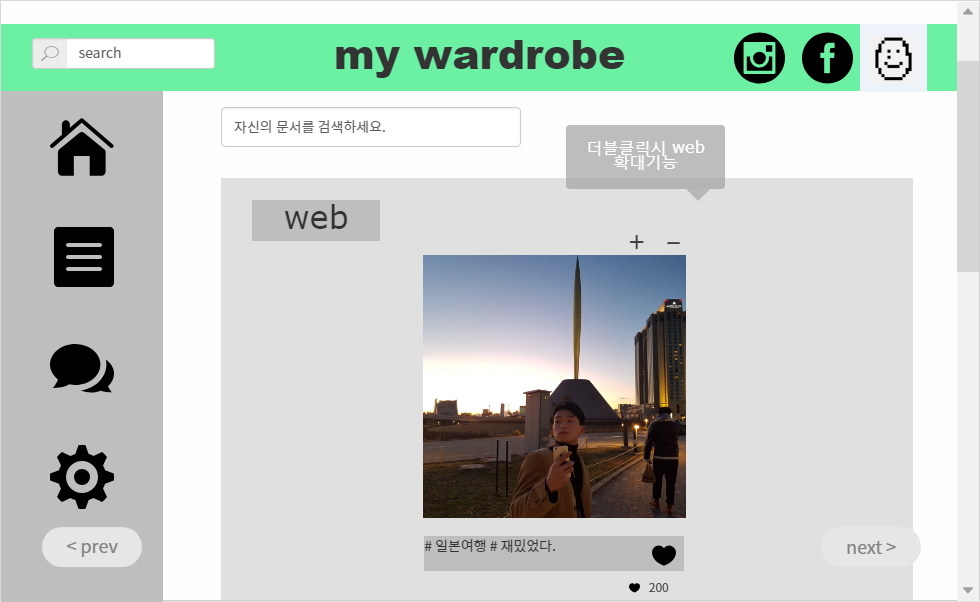 search
my wardrobe
자신의 문서를 검색하세요.
더블클릭시 web
확대기능
web
+ −
# 일본여행 # 재밌었다.
200
< prev
next >